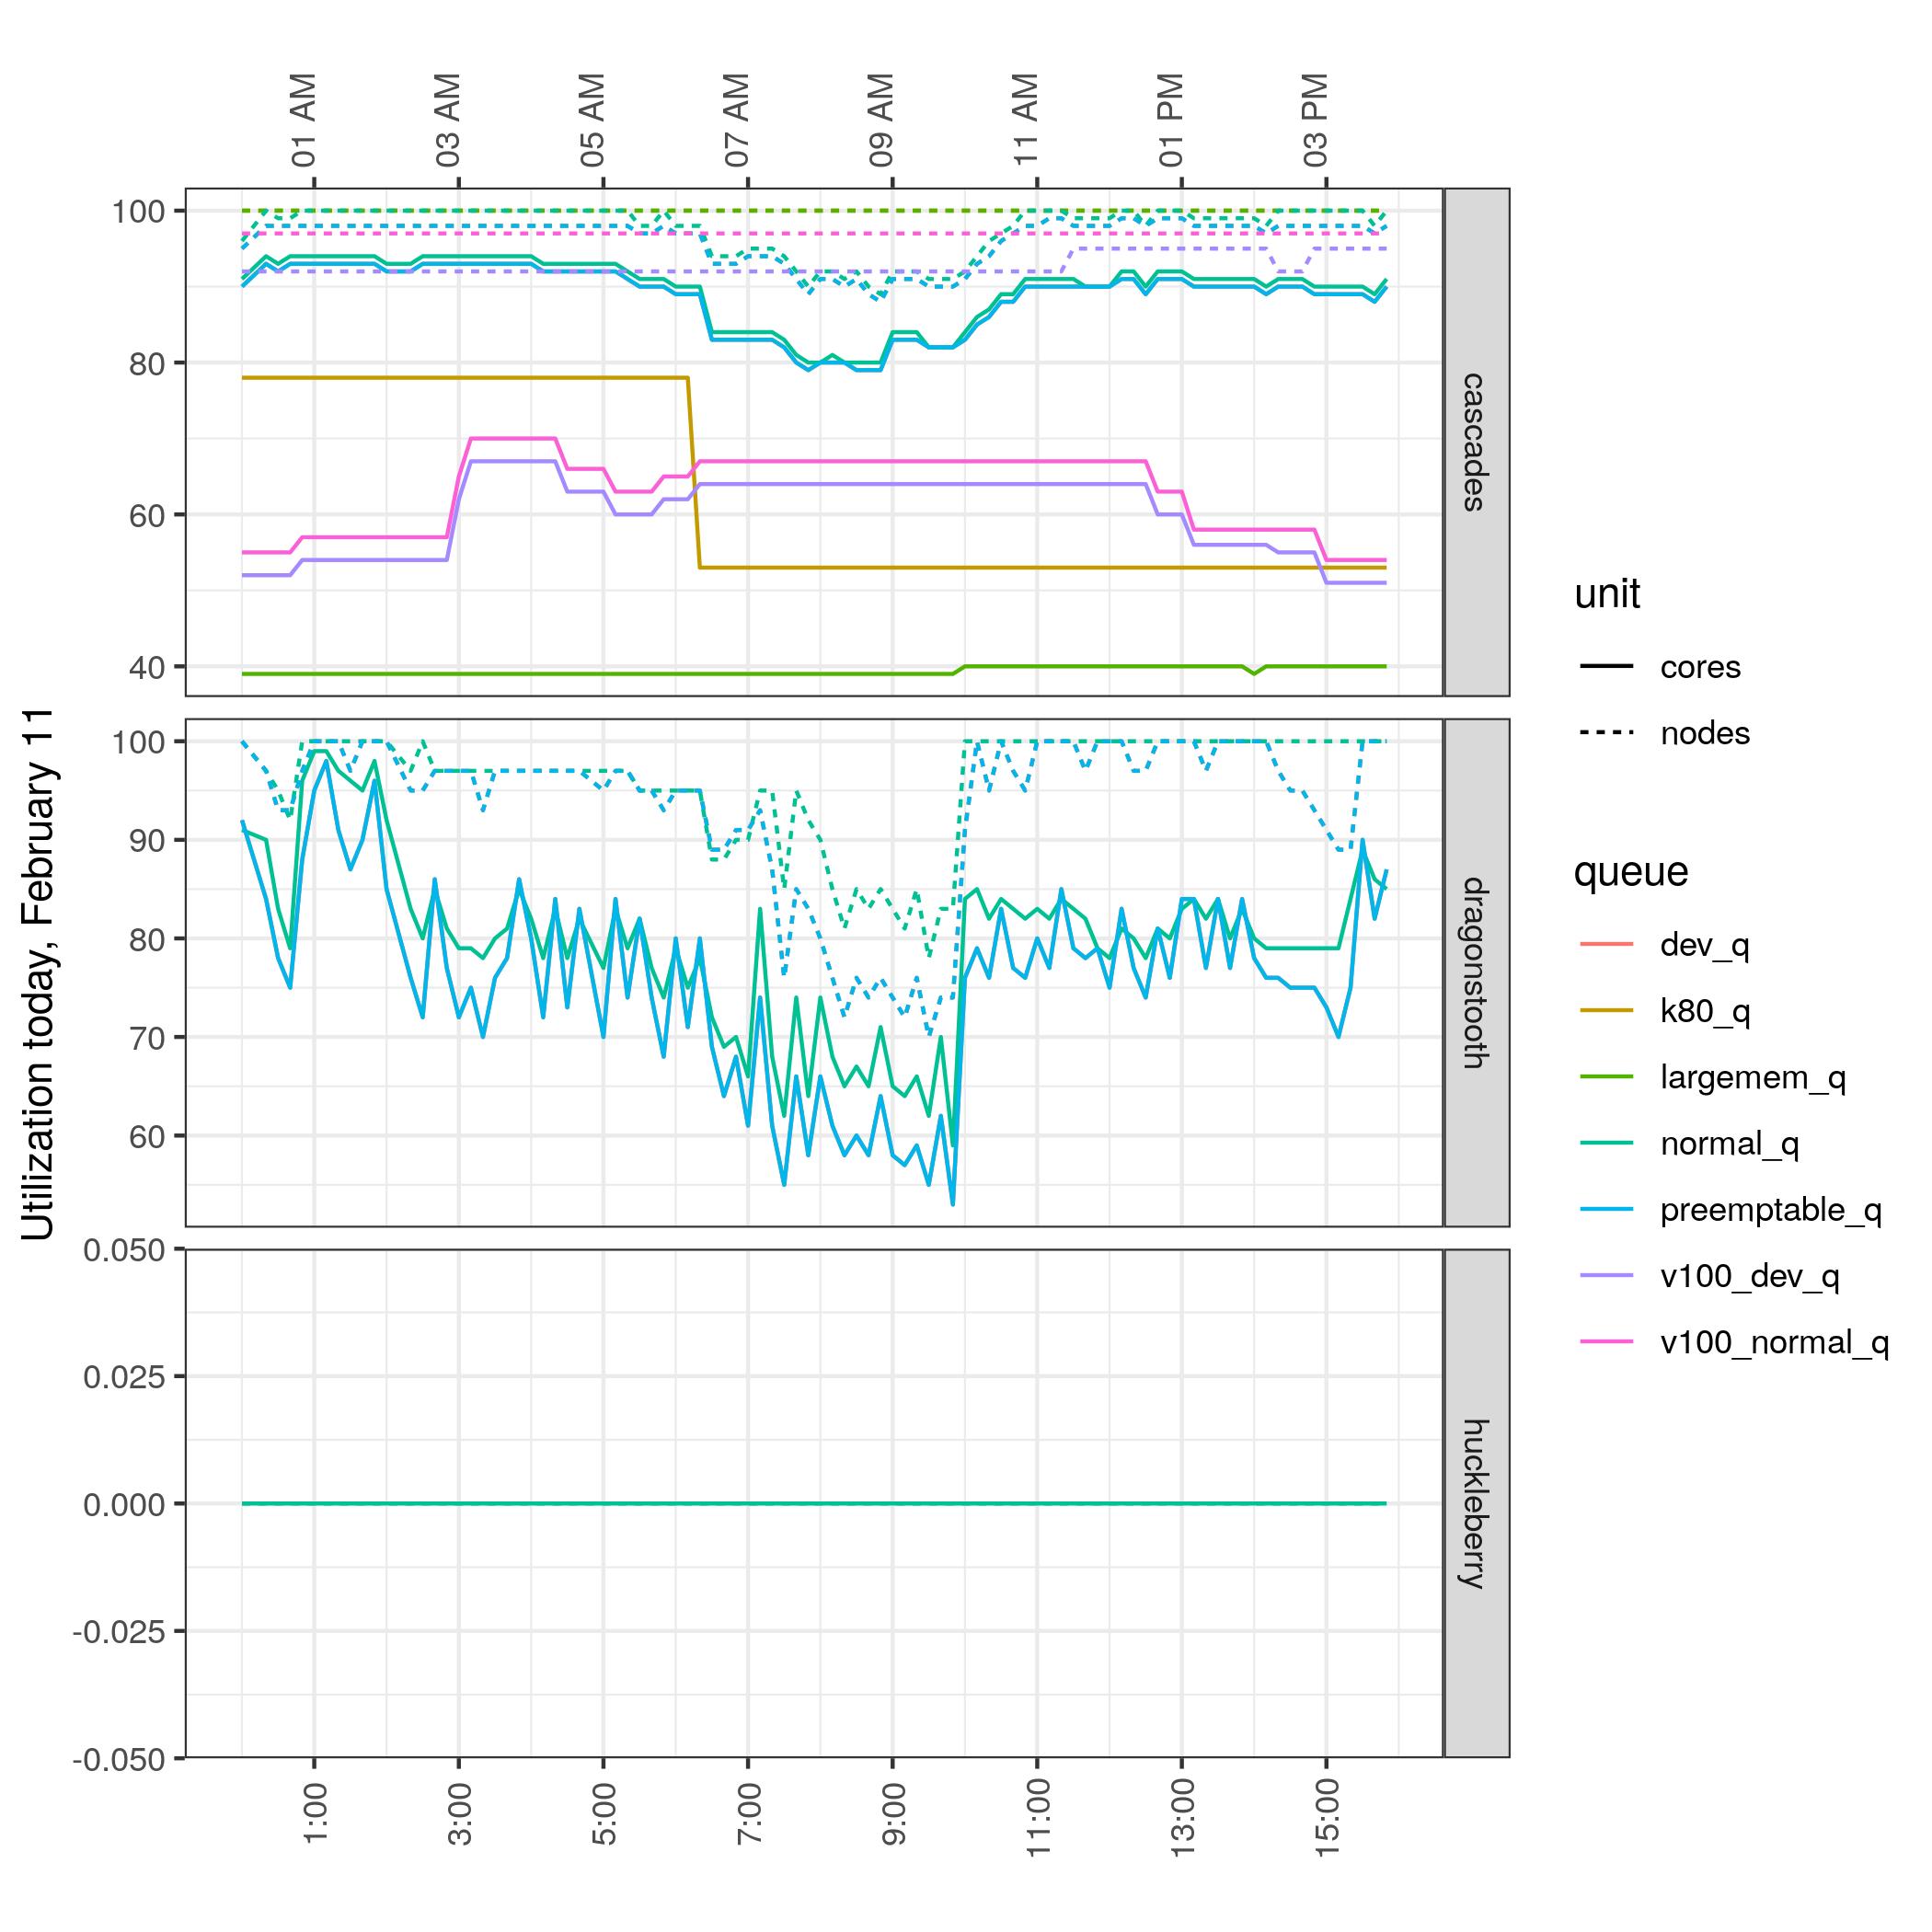 01 AM
03 AM
05 AM
07 AM
09 AM
11 AM
01 PM
03 PM
Utilization today, February 11
100
80
60
40
cascades
100
90
80
70
60
dragonstooth
0.050
0.025
0.000
-0.025
-0.050
huckleberry
1:00
3:00
5:00
7:00
9:00
11:00
13:00
15:00
unit
cores
nodes
queue
dev_q
k80_q
largemem_q
normal_q
preemptable_q
v100_dev_q
v100_normal_q